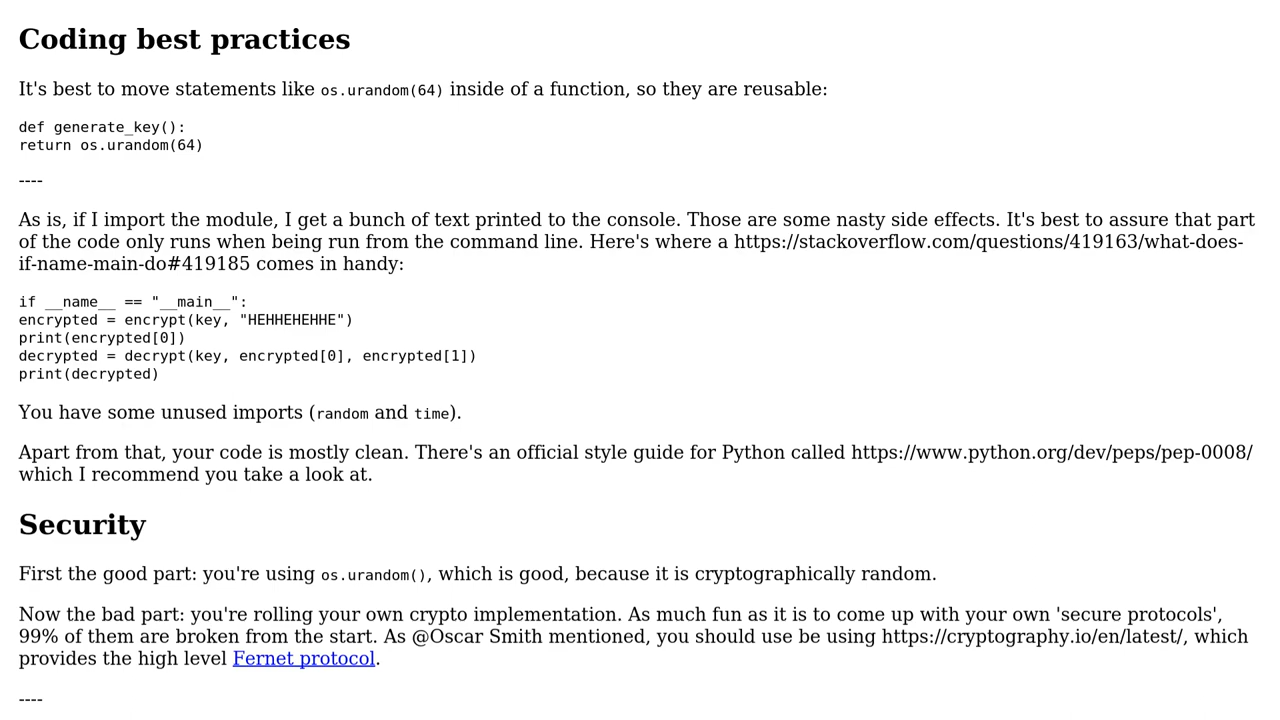 Coding best practices
It's best to move statements like os.urandom(64) inside of a function, so they are reusable:
def generate_key():
return os.urandom(64)
----
As is, if I import the module, I get a bunch of text printed to the console. Those are some nasty side effects. It's best to assure that part
of the code only runs when being run from the command line. Here's where a https://stackoverflow.com/questions/419163/what-does-
if-name-main-do#419185 comes in handy:
if __name__ == "__main__":
encrypted = encrypt(key, "HEHHEHEHHE")
print(encrypted[0])
decrypted = decrypt(key, encrypted[0], encrypted[1])
print(decrypted)
You have some unused imports (random and time).
Apart from that, your code is mostly clean. There's an official style guide for Python called https://www.python.org/dev/peps/pep-0008/
which I recommend you take a look at.
Security
First the good part: you're using os.urandom(), which is good, because it is cryptographically random.
Now the bad part: you're rolling your own crypto implementation. As much fun as it is to come up with your own 'secure protocols',
99% of them are broken from the start. As @Oscar Smith mentioned, you should use be using https://cryptography.io/en/latest/, which
provides the high level Fernet protocol.
----